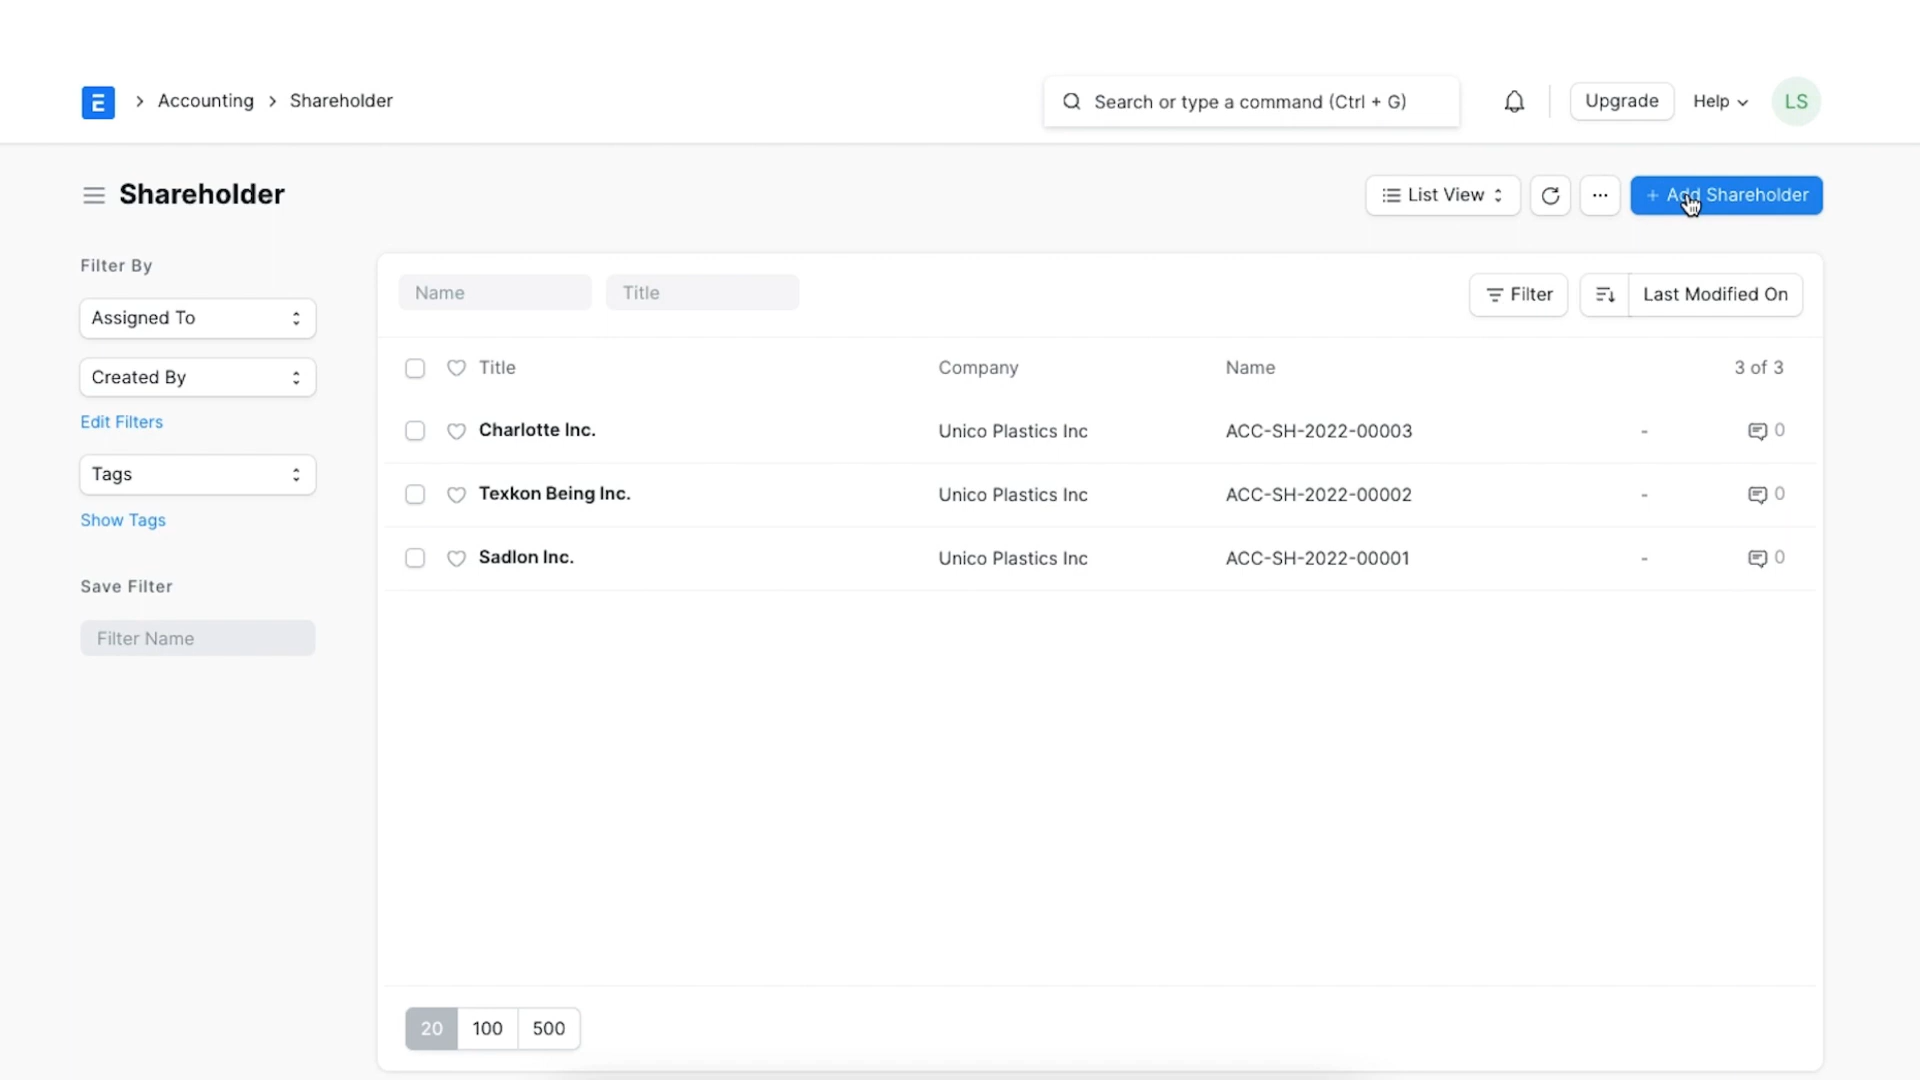 E > Accounting > Shareholder
Search or type a command (Ctrl + G)
Upgrade
Help
LS
Shareholder
List View
+ Add Shareholder
Filter By
Assigned To
Created By
Edit Filters
Tags
Show Tags
Save Filter
Filter Name
Name
Title
Filter
Last Modified On
Title Company Name 3 of 3
Charlotte Inc. Unico Plastics Inc ACC-SH-2022-00003 - 0
Texkon Being Inc. Unico Plastics Inc ACC-SH-2022-00002 - 0
Sadlon Inc. Unico Plastics Inc ACC-SH-2022-00001 - 0
20 100 500